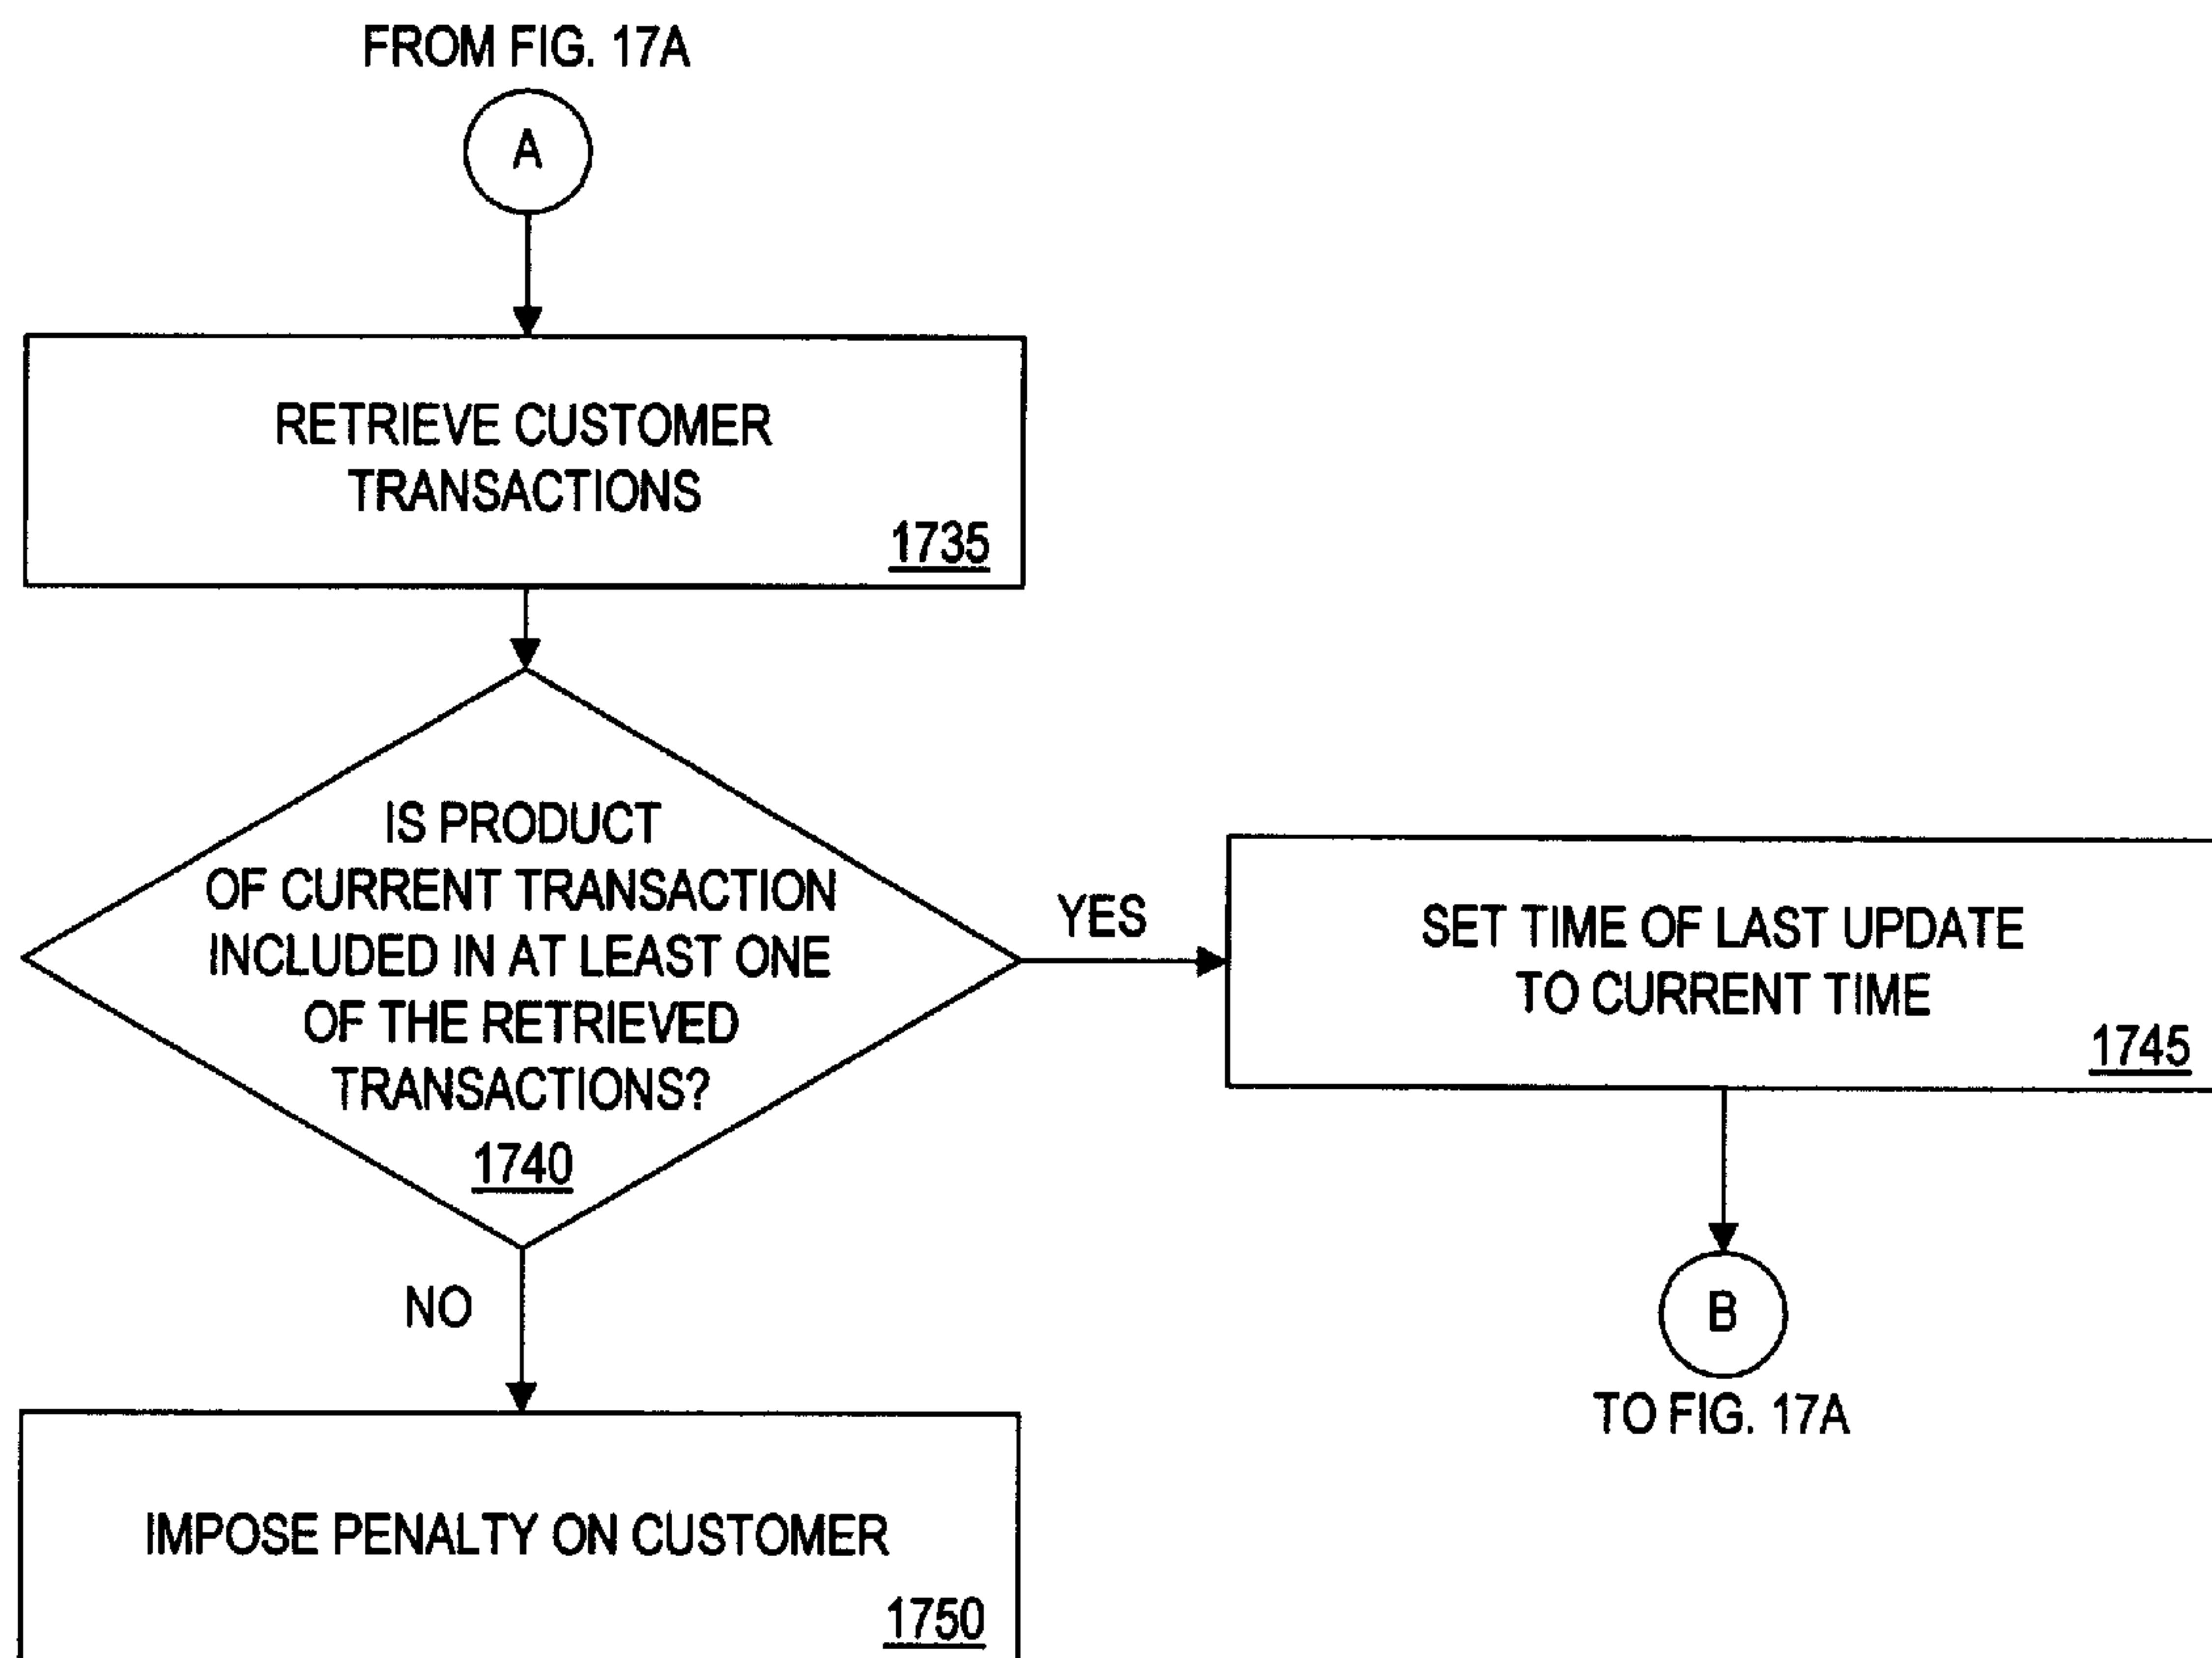 FROM FIG. 17A
A
RETRIEVE CUSTOMER
TRANSACTIONS
1735
IS PRODUCT
OF CURRENT TRANSACTION
INCLUDED IN AT LEAST ONE
OF THE RETRIEVED
TRANSACTIONS?
1740
YES
SET TIME OF LAST UPDATE
TO CURRENT TIME
1745
B
TO FIG. 17A
NO
IMPOSE PENALTY ON CUSTOMER
1750